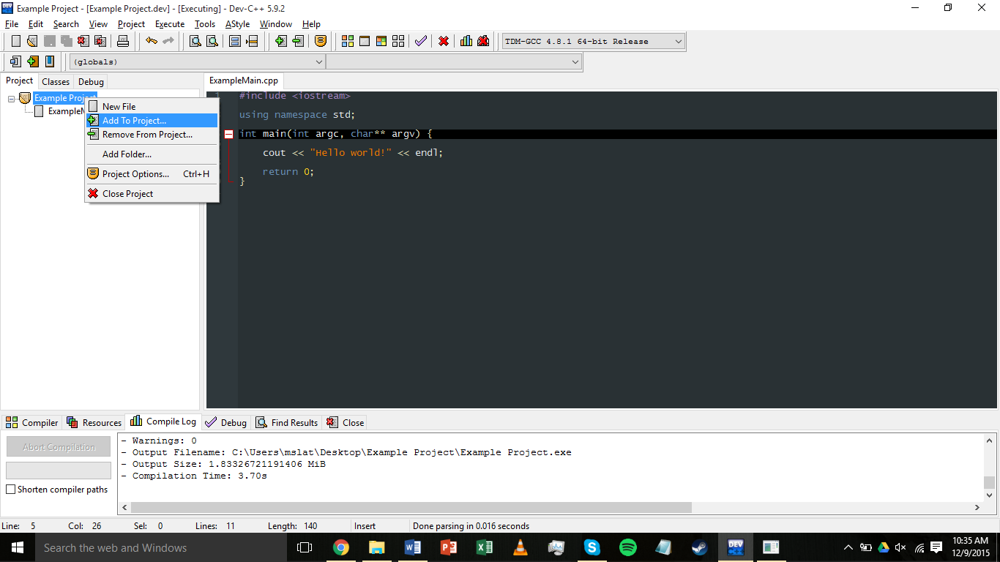 Example Project - [Example Project.dev] - [Executing] - Dev-C++ 5.9.2
File Edit Search View Project Execute Tools AStyle Window Help
TDM-GCC 4.8.1 64-bit Release
(globals)
Project Classes Debug
ExampleMain.cpp
Example Project
ExampleM
New File
Add To Project...
Remove From Project...
Add Folder...
Project Options... Ctrl+H
Close Project
1
#include <iostream>
using namespace std;
int main(int argc, char** argv) {
cout << "Hello world!" << endl;
return 0;
}
Compiler Resources Compile Log Debug Find Results Close
Abort Compilation
Shorten compiler paths
- Warnings: 0
- Output Filename: C:\Users\mslat\Desktop\Example Project\Example Project.exe
- Output Size: 1.83326721191406 MiB
- Compilation Time: 3.70s
Line: 5 Col: 26 Sel: 0 Lines: 11 Length: 140 Insert Done parsing in 0.016 seconds
Search the web and Windows
DEV
10:35 AM
12/9/2015